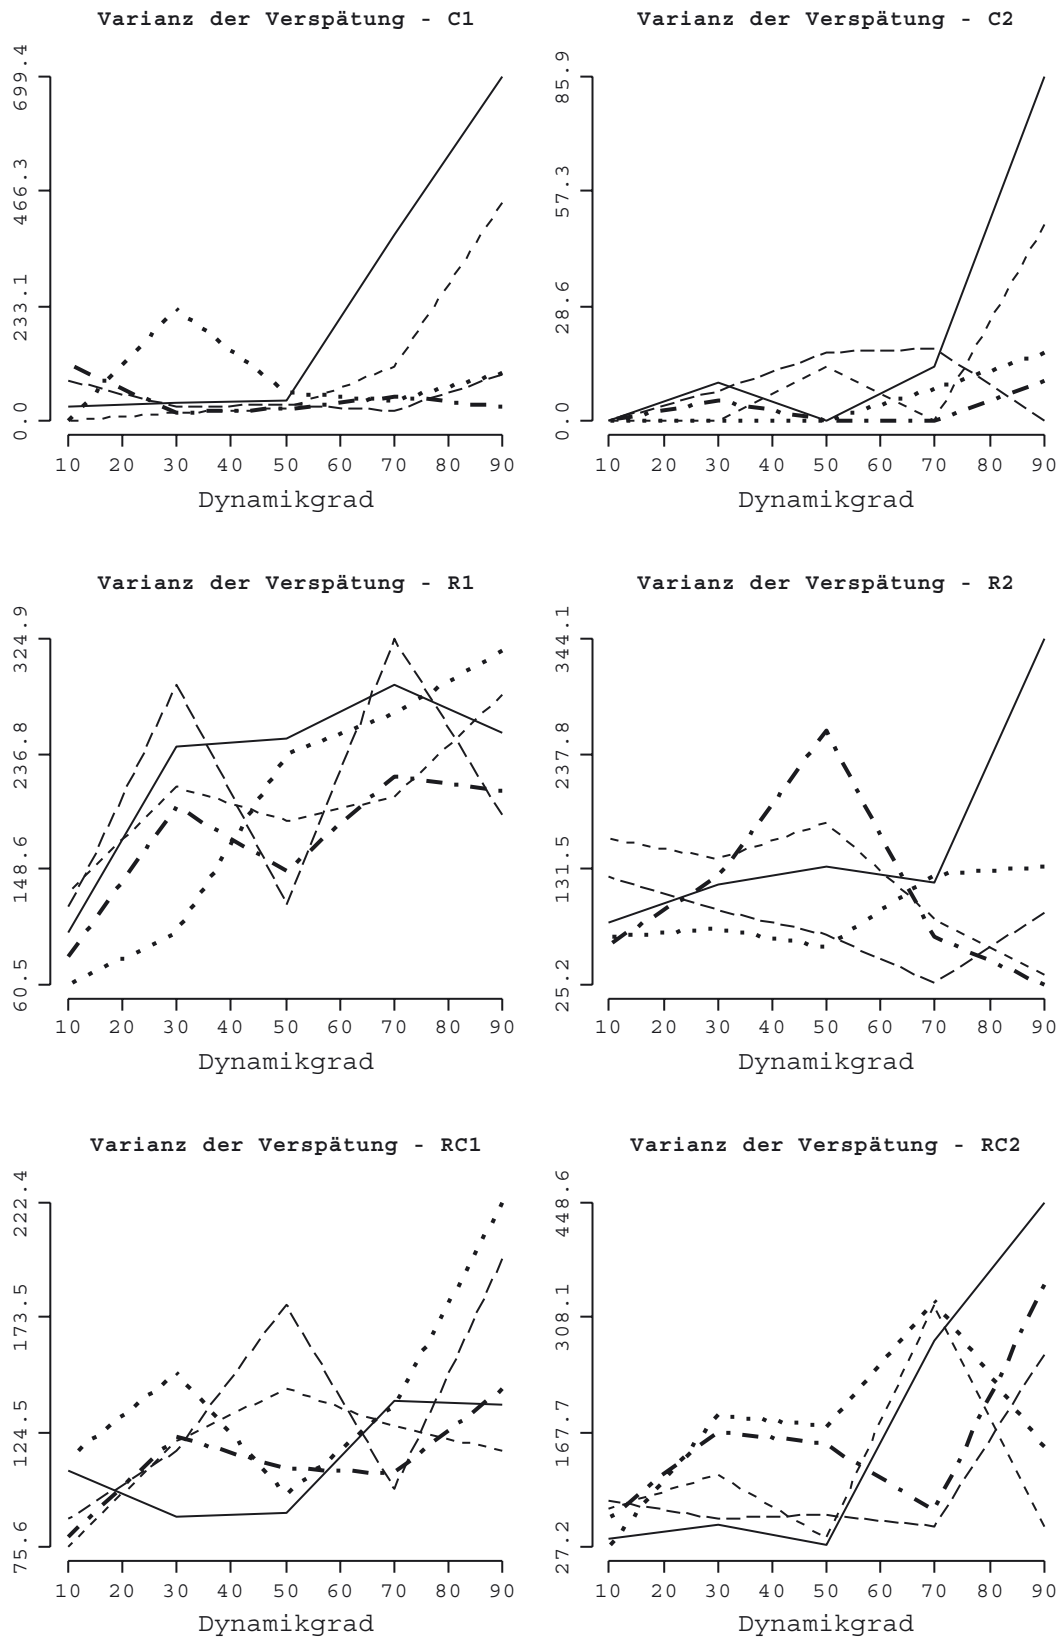 Varianz der Verspätung - C1
699.4
466.3
233.1
0.0
10 20 30 40 50 60 70 80 90
Dynamikgrad
Varianz der Verspätung - C2
85.9
57.3
28.6
0.0
10 20 30 40 50 60 70 80 90
Dynamikgrad
Varianz der Verspätung - R1
324.9
236.8
148.6
60.5
10 20 30 40 50 60 70 80 90
Dynamikgrad
Varianz der Verspätung - R2
344.1
237.8
131.5
25.2
10 20 30 40 50 60 70 80 90
Dynamikgrad
Varianz der Verspätung - RC1
222.4
173.5
124.5
75.6
10 20 30 40 50 60 70 80 90
Dynamikgrad
Varianz der Verspätung - RC2
448.6
308.1
167.7
27.2
10 20 30 40 50 60 70 80 90
Dynamikgrad